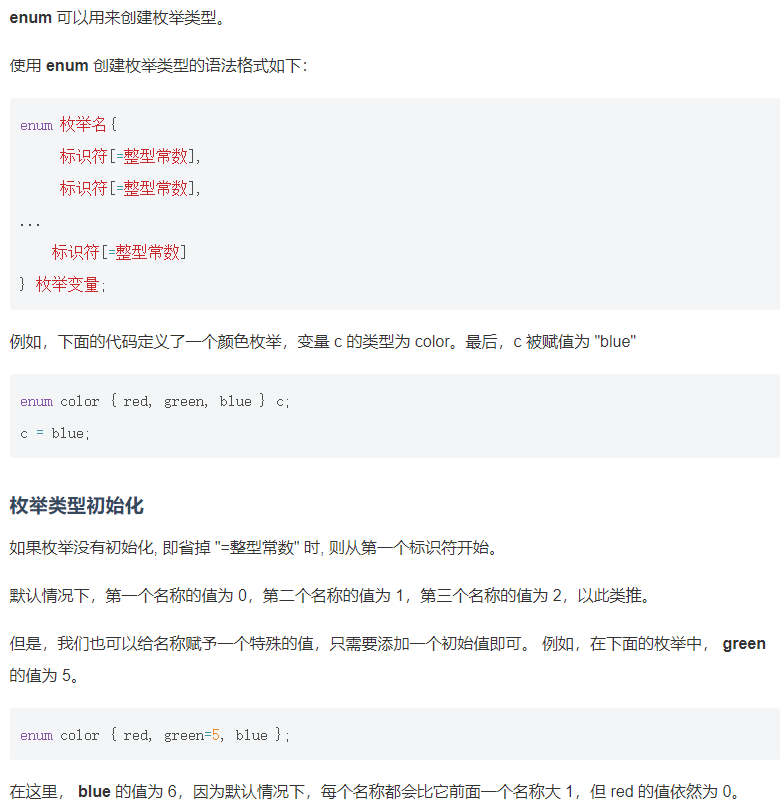 enum 可以用来创建枚举类型。
使用 enum 创建枚举类型的语法格式如下：
enum 枚举名{
标识符[=整型常数],
标识符[=整型常数],
...
标识符[=整型常数]
} 枚举变量;
例如，下面的代码定义了一个颜色枚举，变量 c 的类型为 color。最后，c 被赋值为 "blue"
enum color { red, green, blue } c;
c = blue;
枚举类型初始化
如果枚举没有初始化, 即省掉 "=整型常数" 时, 则从第一个标识符开始。
默认情况下，第一个名称的值为 0，第二个名称的值为 1，第三个名称的值为 2，以此类推。
但是，我们也可以给名称赋予一个特殊的值，只需要添加一个初始值即可。 例如，在下面的枚举中， green
的值为 5。
enum color { red, green=5, blue };
在这里， blue 的值为 6，因为默认情况下，每个名称都会比它前面一个名称大 1，但 red 的值依然为 0。